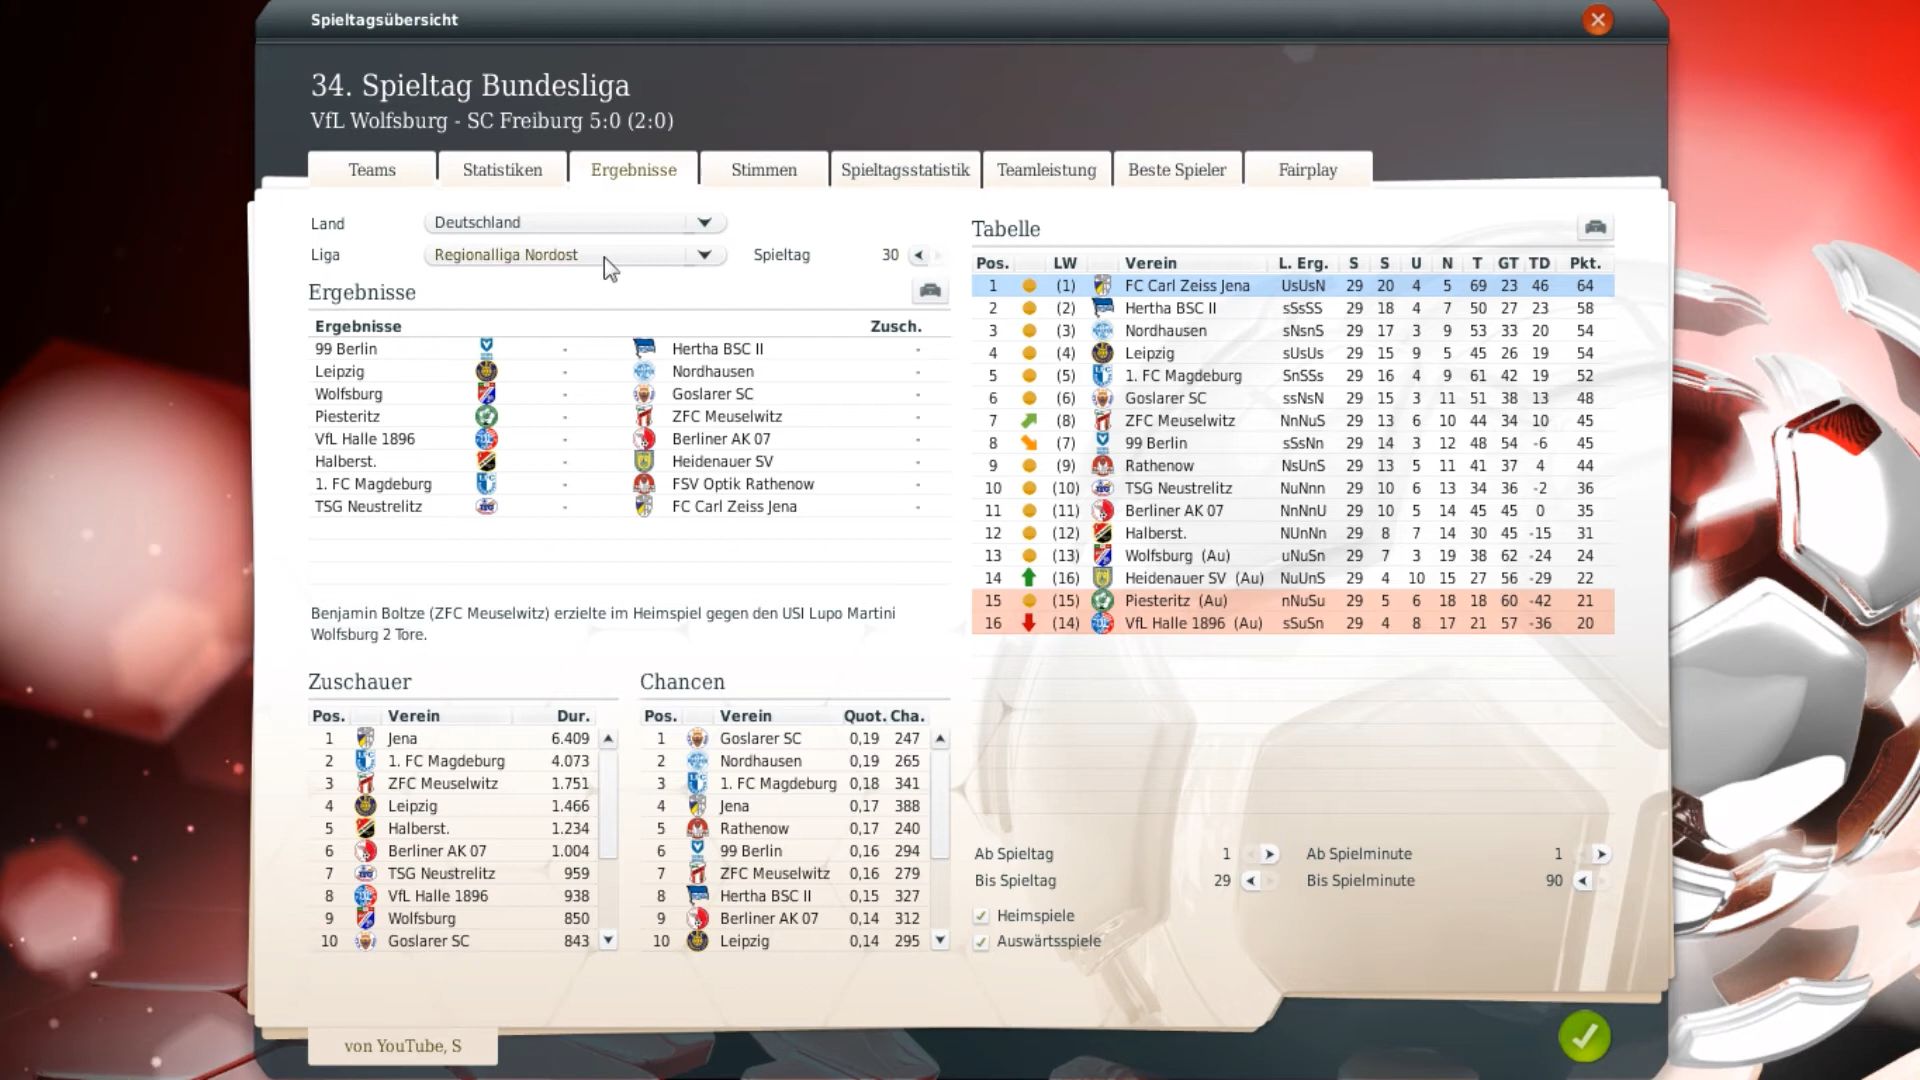 Spieltagsübersicht
34. Spieltag Bundesliga
VfL Wolfsburg - SC Freiburg 5:0 (2:0)
Teams Statistiken Ergebnisse Stimmen Spieltagsstatistik Teamleistung Beste Spieler Fairplay
Land Deutschland
Liga Regionalliga Nordost Spieltag 30
Ergebnisse
Ergebnisse Zusch.
99 Berlin - Hertha BSC II -
Leipzig - Nordhausen -
Wolfsburg - Goslarer SC -
Piesteritz - ZFC Meuselwitz -
VfL Halle 1896 - Berliner AK 07 -
Halberst. - Heidenauer SV -
1. FC Magdeburg - FSV Optik Rathenow -
TSG Neustrelitz - FC Carl Zeiss Jena -
Benjamin Boltze (ZFC Meuselwitz) erzielte im Heimspiel gegen den USI Lupo Martini
Wolfsburg 2 Tore.
Zuschauer
Pos. Verein Dur.
1 Jena 6.409
2 1. FC Magdeburg 4.073
3 ZFC Meuselwitz 1.751
4 Leipzig 1.466
5 Halberst. 1.234
6 Berliner AK 07 1.004
7 TSG Neustrelitz 959
8 VfL Halle 1896 938
9 Wolfsburg 850
10 Goslarer SC 843
Chancen
Pos. Verein Quot. Cha.
1 Goslarer SC 0,19 247
2 Nordhausen 0,19 265
3 1. FC Magdeburg 0,18 341
4 Jena 0,17 388
5 Rathenow 0,17 240
6 99 Berlin 0,16 294
7 ZFC Meuselwitz 0,16 279
8 Hertha BSC II 0,15 327
9 Berliner AK 07 0,14 312
10 Leipzig 0,14 295
Tabelle
Pos. LW Verein L. Erg. S S U N T GT TD Pkt.
1 (1) FC Carl Zeiss Jena UsUsN 29 20 4 5 69 23 46 64
2 (2) Hertha BSC II sSsSS 29 18 4 7 50 27 23 58
3 (3) Nordhausen sNsnS 29 17 3 9 53 33 20 54
4 (4) Leipzig sUsUs 29 15 9 5 45 26 19 54
5 (5) 1. FC Magdeburg SnSSs 29 16 4 9 61 42 19 52
6 (6) Goslarer SC ssNsN 29 15 3 11 51 38 13 48
7 (8) ZFC Meuselwitz NnNuS 29 13 6 10 44 34 10 45
8 (7) 99 Berlin sSsNn 29 14 3 12 48 54 -6 45
9 (9) Rathenow NsUnS 29 13 5 11 41 37 4 44
10 (10) TSG Neustrelitz NuNnn 29 10 6 13 34 36 -2 36
11 (11) Berliner AK 07 NnNnU 29 10 5 14 45 45 0 35
12 (12) Halberst. NUnNn 29 8 7 14 30 45 -15 31
13 (13) Wolfsburg (Au) uNuSn 29 7 3 19 38 62 -24 24
14 (16) Heidenauer SV (Au) NuUnS 29 4 10 15 27 56 -29 22
15 (15) Piesteritz (Au) nNuSu 29 5 6 18 18 60 -42 21
16 (14) VfL Halle 1896 (Au) sSuSn 29 4 8 17 21 57 -36 20
Ab Spieltag 1 Ab Spielminute 1
Bis Spieltag 29 Bis Spielminute 90
Heimspiele
Auswärtsspiele
von YouTube, S